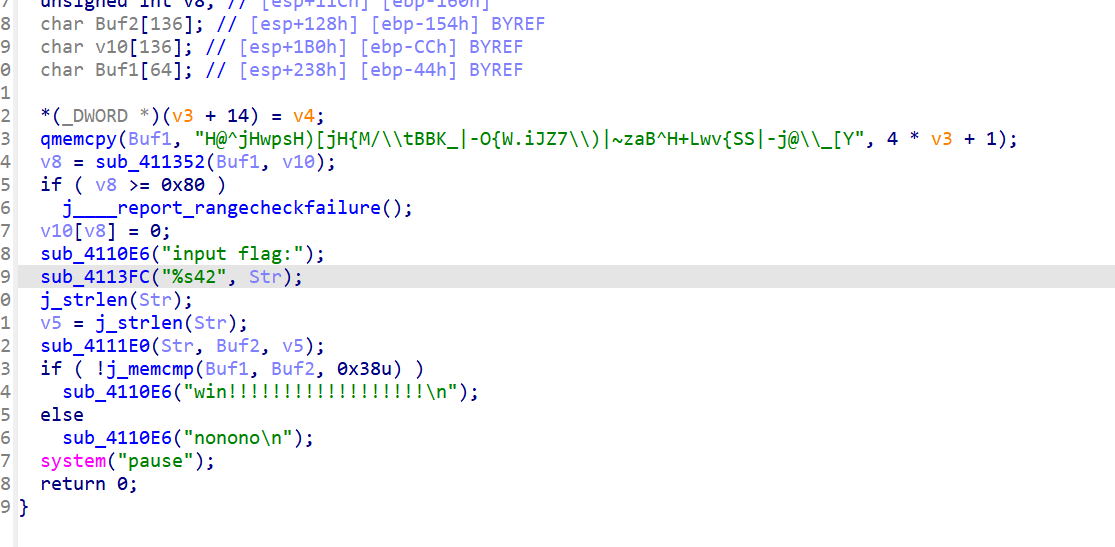 7 unsigned int v8; // [esp+11Ch] [ebp-160h]
8 char Buf2[136]; // [esp+128h] [ebp-154h] BYREF
9 char v10[136]; // [esp+1B0h] [ebp-CCh] BYREF
0 char Buf1[64]; // [esp+238h] [ebp-44h] BYREF
1
2 *(_DWORD *)(v3 + 14) = v4;
3 qmemcpy(Buf1, "H@^jHwpsH)[jH{M/\\tBBK_|-O{W.iJZ7\\)|~zaB^H+Lwv{SS|-j@\\_[Y", 4 * v3 + 1);
4 v8 = sub_411352(Buf1, v10);
5 if ( v8 >= 0x80 )
6 j____report_rangecheckfailure();
7 v10[v8] = 0;
8 sub_4110E6("input flag:");
9 sub_4113FC("%s42", Str);
0 j_strlen(Str);
1 v5 = j_strlen(Str);
2 sub_4111E0(Str, Buf2, v5);
3 if ( !j_memcmp(Buf1, Buf2, 0x38u) )
4 sub_4110E6("win!!!!!!!!!!!!!!!!!!\n");
5 else
6 sub_4110E6("nonono\n");
7 system("pause");
8 return 0;
9 }